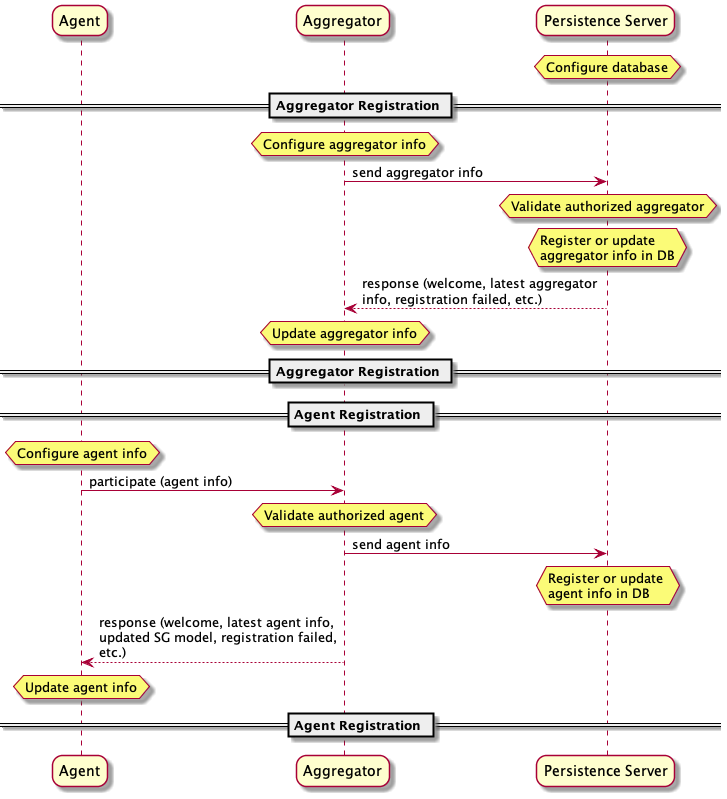 Agent
Aggregator
Persistence Server
Configure database
Aggregator Registration
Configure aggregator info
send aggregator info
Validate authorized aggregator
Register or update
aggregator info in DB
response (welcome, latest aggregator
info, registration failed, etc.)
Update aggregator info
Aggregator Registration
Agent Registration
Configure agent info
participate (agent info)
Validate authorized agent
send agent info
Register or update
agent info in DB
response (welcome, latest agent info,
updated SG model, registration failed,
etc.)
Update agent info
Agent Registration
Agent
Aggregator
Persistence Server